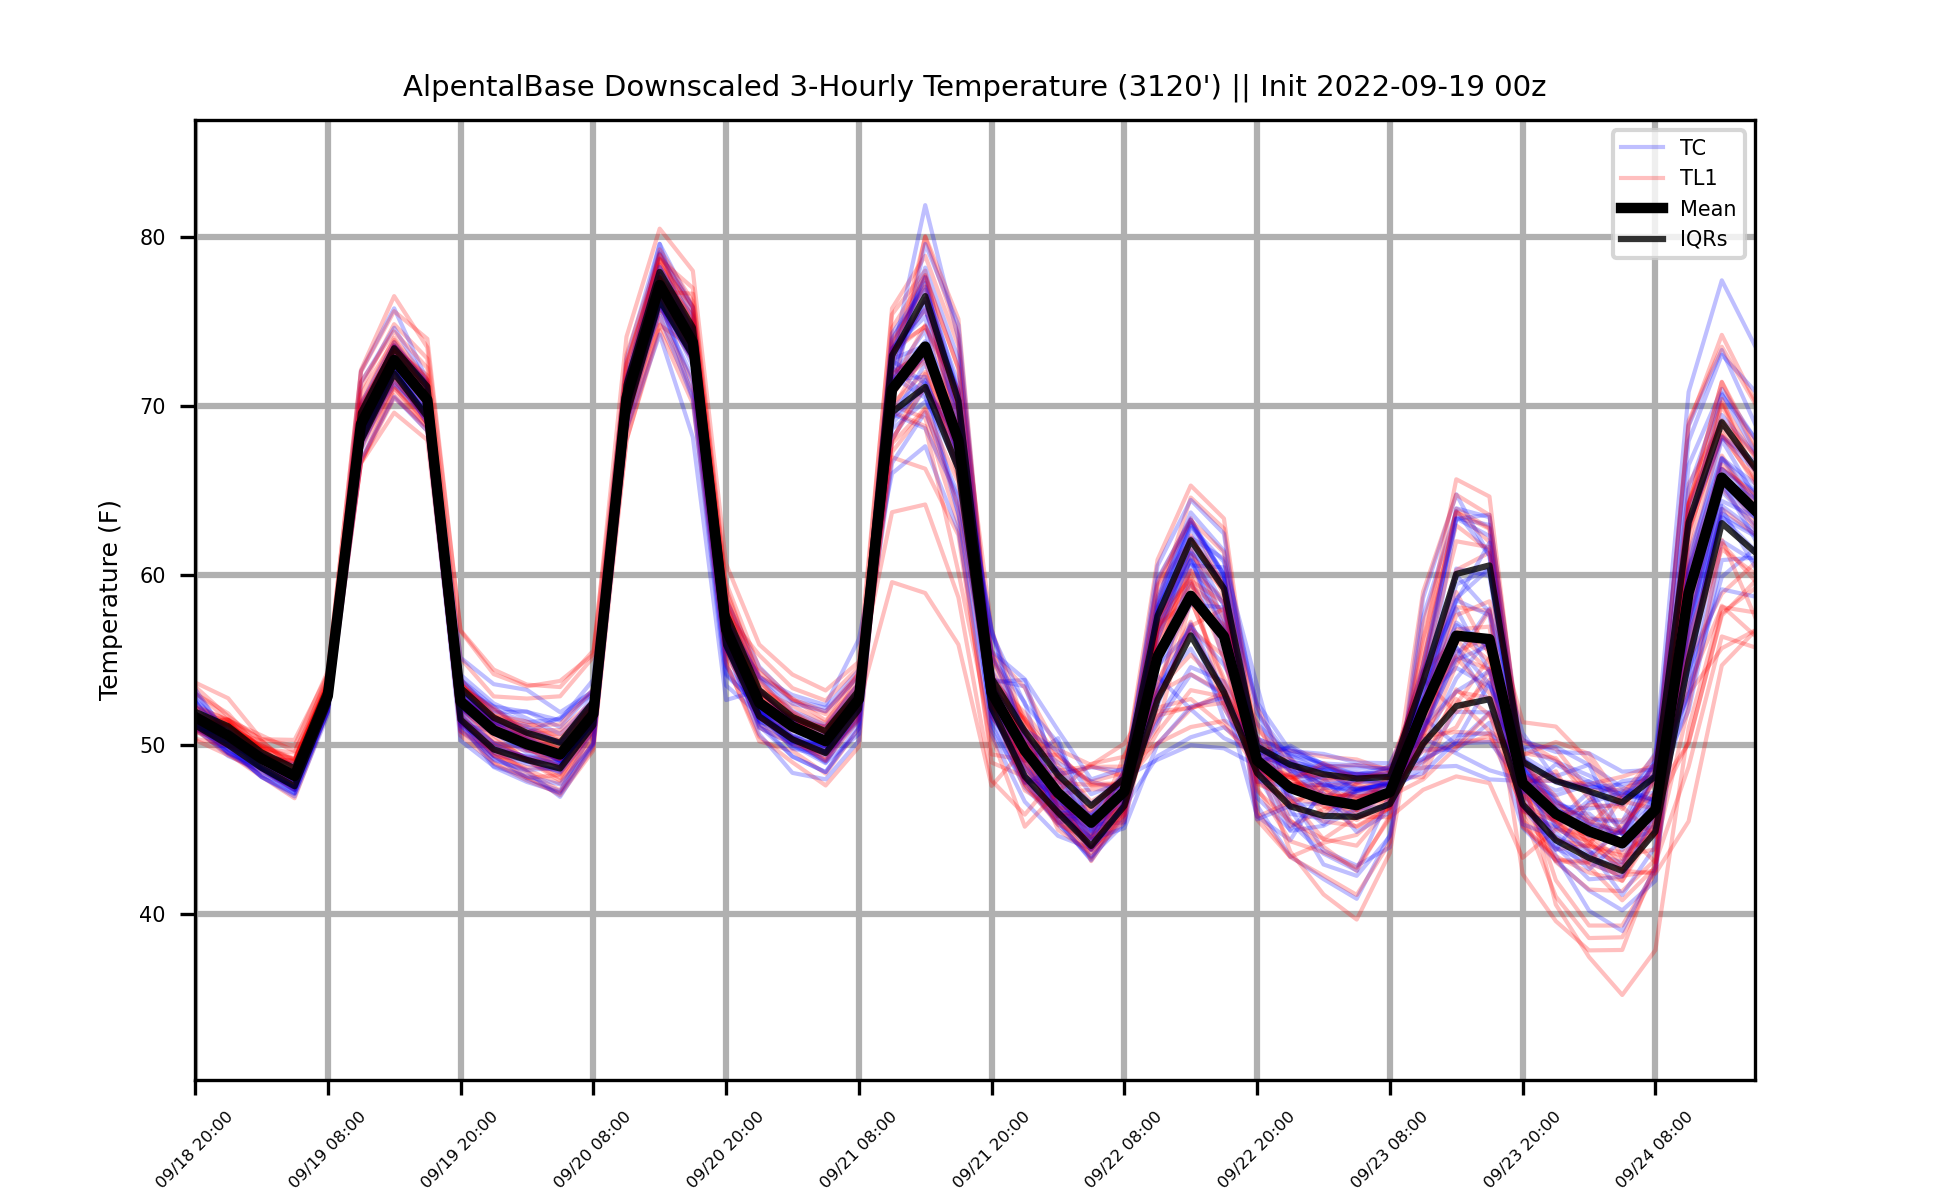 AlpentalBase Downscaled 3-Hourly Temperature (3120') || Init 2022-09-19 00z
TC
TL1
Mean
IQRs
Temperature (F)
80
70
60
50
40
09/18 20:00
09/19 08:00
09/19 20:00
09/20 08:00
09/20 20:00
09/21 08:00
09/21 20:00
09/22 08:00
09/22 20:00
09/23 08:00
09/23 20:00
09/24 08:00